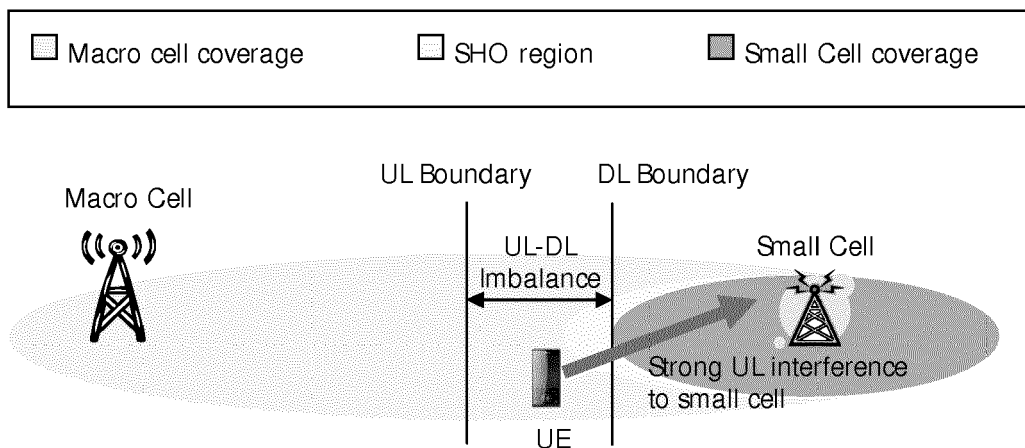 Macro cell coverage
SHO region
Small Cell coverage
UL Boundary
DL Boundary
Macro Cell
UL-DL
Imbalance
Small Cell
Strong UL interference
to small cell
UE